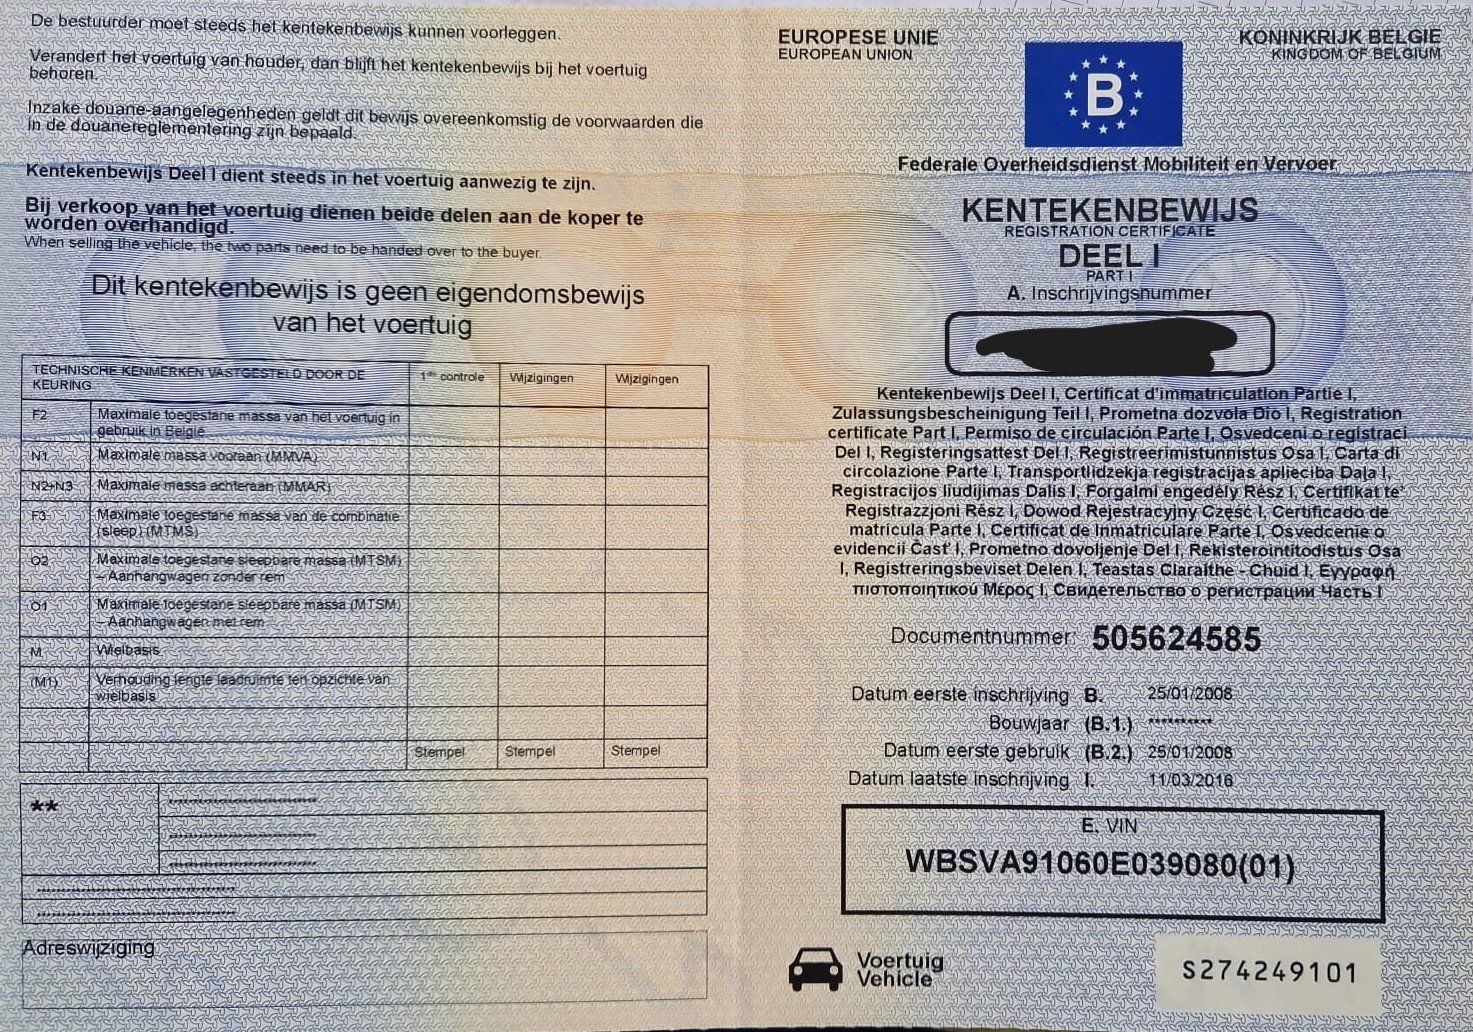 De bestuurder moet steeds het kentekenbewijs kunnen voorleggen.
Verandert het voertuig van houder, dan blijft het kentekenbewijs bij het voertuig
behoren.
Inzake douane-aangelegenheden geldt dit bewijs overeenkomstig de voorwaarden die
in de douanereglementering zijn bepaald.
Kentekenbewijs Deel I dient steeds in het voertuig aanwezig te zijn.
Bij verkoop van het voertuig dienen beide delen aan de koper te
worden overhandigd.
When selling the vehicle, the two parts need to be handed over to the buyer.
Dit kentekenbewijs is geen eigendomsbewijs
van het voertuig
TECHNISCHE KENMERKEN VASTGESTELD DOOR DE
KEURING
1ste controle
Wijzigingen
Wijzigingen
F2 Maximale toegestane massa van het voertuig in
gebruik in België
N1 Maximale massa vooraan (MMVA)
N2+N3 Maximale massa achteraan (MMAR)
F3 Maximale toegestane massa van de combinatie
(sleep) (MTMS)
O2 Maximale toegestane sleepbare massa (MTSM)
– Aanhangwagen zonder rem
O1 Maximale toegestane sleepbare massa (MTSM)
– Aanhangwagen met rem
M Wielbasis
(M1) Verhouding lengte laadruimte ten opzichte van
wielbasis
Stempel Stempel Stempel
**
Adreswijziging
EUROPESE UNIE
EUROPEAN UNION
B
KONINKRIJK BELGIE
KINGDOM OF BELGIUM
Federale Overheidsdienst Mobiliteit en Vervoer
KENTEKENBEWIJS
REGISTRATION CERTIFICATE
DEEL I
PART I
A. Inschrijvingsnummer
Kentekenbewijs Deel I, Certificat d'immatriculation Partie I,
Zulassungsbescheinigung Teil I, Prometna dozvola Dio I, Registration
certificate Part I, Permiso de circulación Parte I, Osvedceni o registraci
Del I, Registeringsattest Del I, Registreerimistunnistus Osa I, Carta di
circolazione Parte I, Transportlidzekja registracijas aplieciba Daļa I,
Registracijos liudijimas Dalis I, Forgalmi engedély Rész I, Certifikat te'
Registrazzjoni Rész I, Dowod Rejestracyjny Część I, Certificado de
matricula Parte I, Certificat de Inmatriculare Parte I, Osvedcenie o
evidencii Časť I, Prometno dovoljenje Del I, Rekisterointitodistus Osa
I, Registreringsbeviset Delen I, Teastas Claraithe - Chuid I, Εγγραφή
πιστοποιητικού Μέρος I, Свидетельство о регистрации Часть I
Documentnummer: 505624585
Datum eerste inschrijving B. 25/01/2008
Bouwjaar (B.1.) **********
Datum eerste gebruik (B.2.) 25/01/2008
Datum laatste inschrijving I. 11/03/2016
E. VIN
WBSVA91060E039080(01)
Voertuig
Vehicle
S274249101